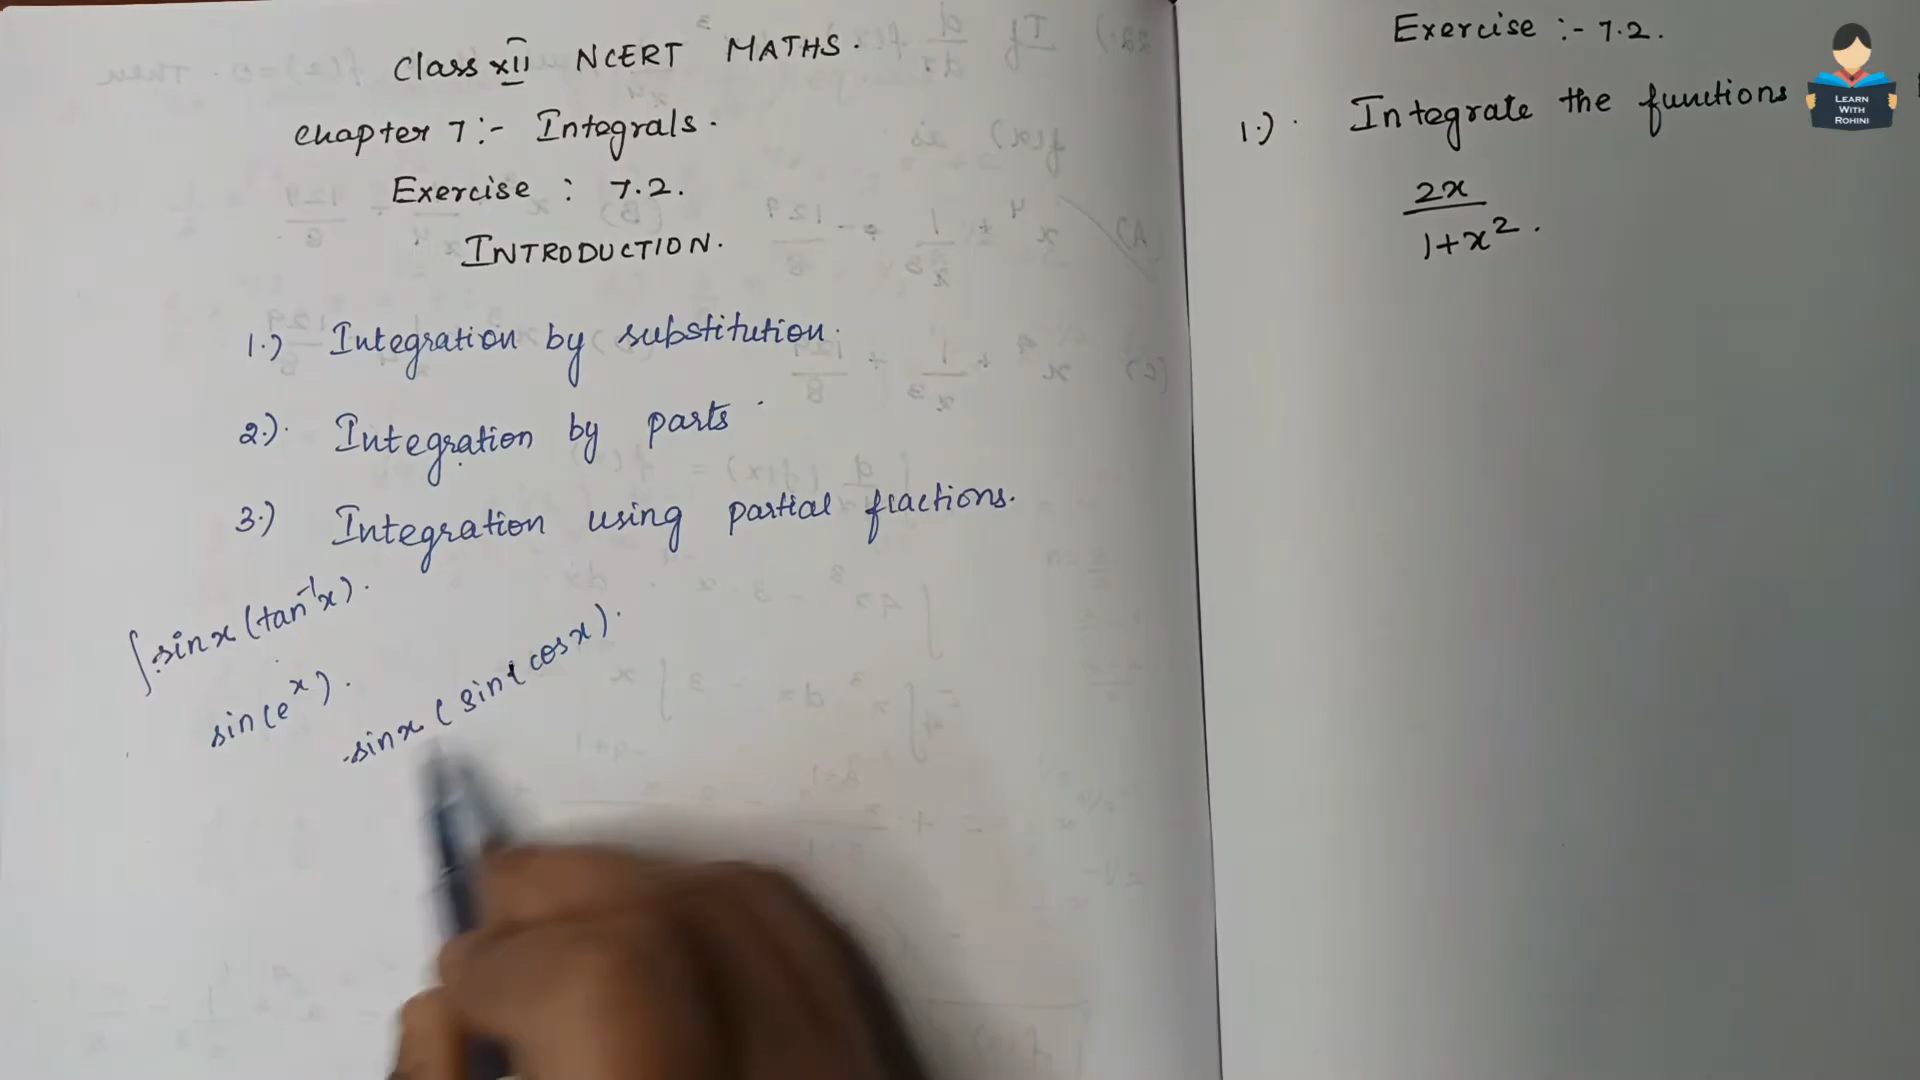 Class XII NCERT MATHS.
Chapter 7:- Integrals.
Exercise : 7.2.
INTRODUCTION.
1.) Integration by substitution.
2.) Integration by parts.
3.) Integration using partial fractions.
∫sinx(tan⁻¹x).
sin(eˣ).
sinx(sinx cosx).
Exercise :- 7.2.
1.) Integrate the functions
2x
1+x².
LEARN
WITH
ROHINI